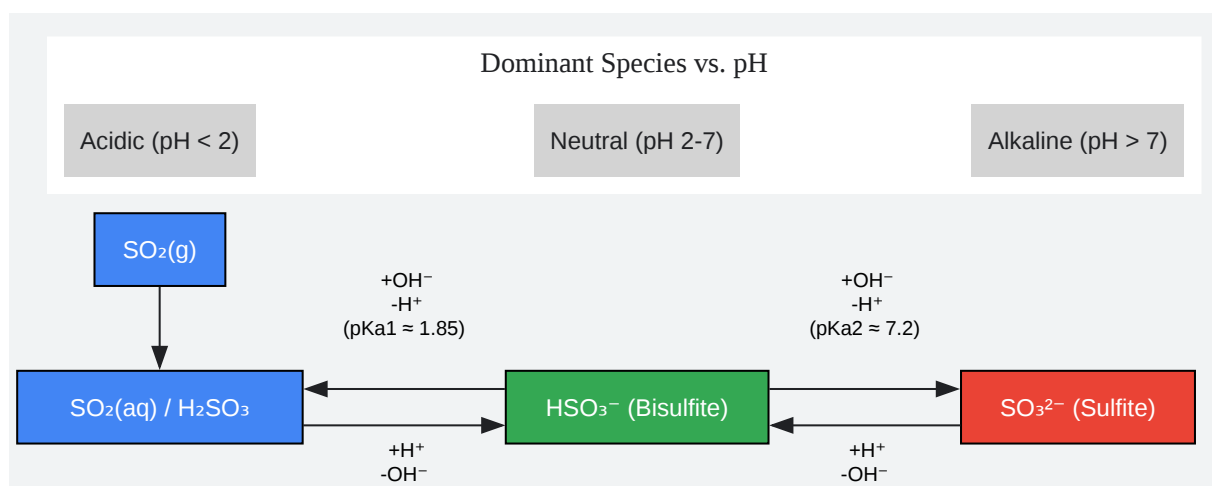 Dominant Species vs. pH
Acidic (pH < 2)
Neutral (pH 2-7)
Alkaline (pH > 7)
SO₂(g)
+OH⁻
-H⁺
(pKa1 ≈ 1.85)
+OH⁻
-H⁺
(pKa2 ≈ 7.2)
SO₂(aq) / H₂SO₃
HSO₃⁻ (Bisulfite)
SO₃²⁻ (Sulfite)
+H⁺
-OH⁻
+H⁺
-OH⁻